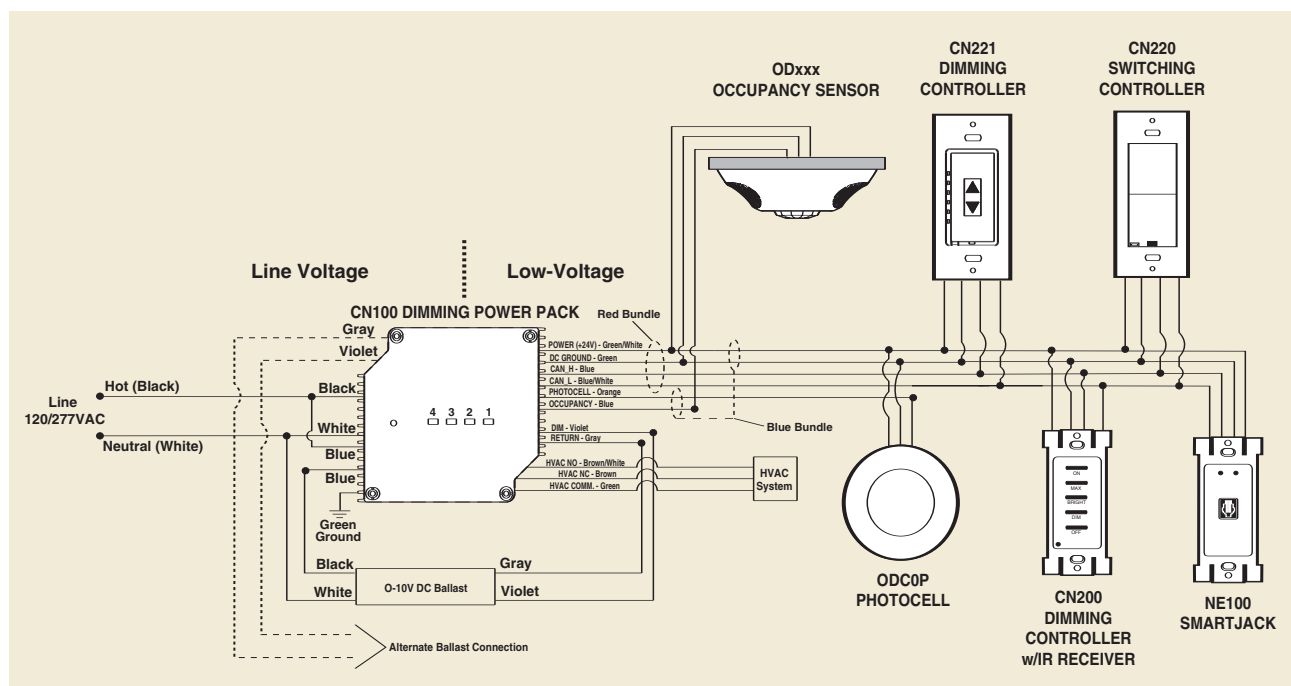 CN221
DIMMING
CONTROLLER
CN220
SWITCHING
CONTROLLER
ODxxx
OCCUPANCY SENSOR
Line Voltage
Low-Voltage
CN100 DIMMING POWER PACK
Red Bundle
Gray
Violet
POWER (+24V) - Green/White
DC GROUND - Green
CAN_H - Blue
CAN_L - Blue/White
PHOTOCELL - Orange
OCCUPANCY - Blue
Blue Bundle
DIM - Violet
RETURN - Gray
HVAC NO - Brown/White
HVAC NC - Brown
HVAC COMM. - Green
HVAC
System
Hot (Black)
Line
120/277VAC
Neutral (White)
Black
White
Blue
Blue
4 3 2 1
Green
Ground
Black
White
O-10V DC Ballast
Gray
Violet
Alternate Ballast Connection
ODC0P
PHOTOCELL
ON
MAX
BRIGHT
DIM
OFF
CN200
DIMMING
CONTROLLER
w/IR RECEIVER
NE100
SMARTJACK